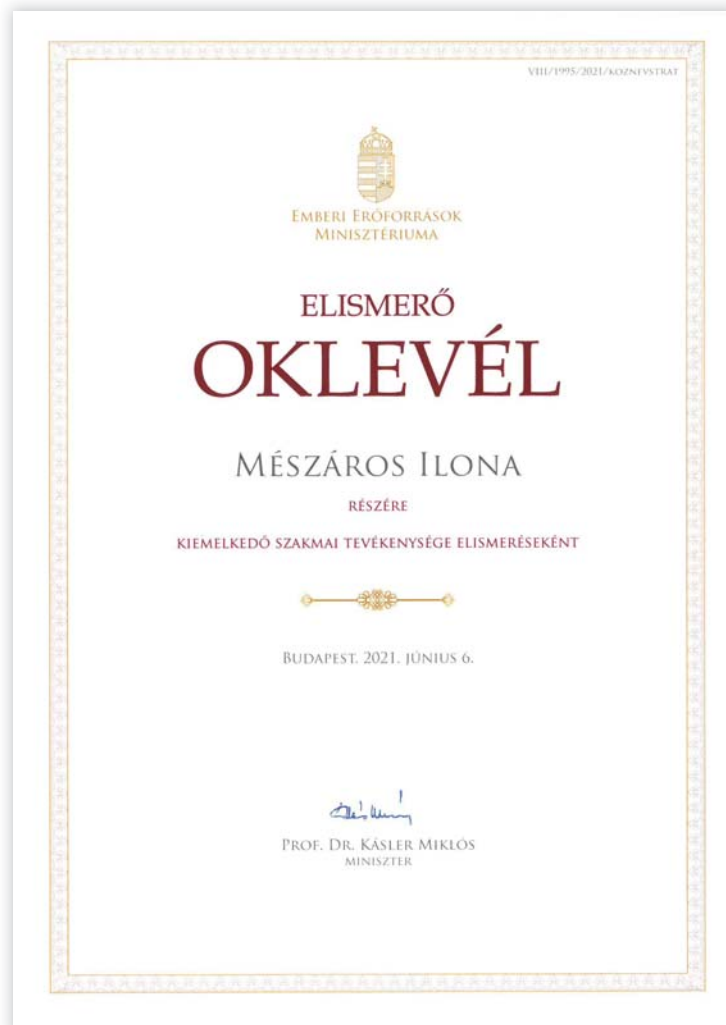 VIII/1995/2021/KOZNEVSTRAT
EMBERI ERŐFORRÁSOK
MINISZTÉRIUMA
ELISMERŐ
OKLEVÉL
MÉSZÁROS ILONA
RÉSZÉRE
KIEMELKEDŐ SZAKMAI TEVÉKENYSÉGE ELISMERÉSEKÉNT
BUDAPEST. 2021. JÚNIUS 6.
PROF. DR. KÁSLER MIKLÓS
MINISZTER